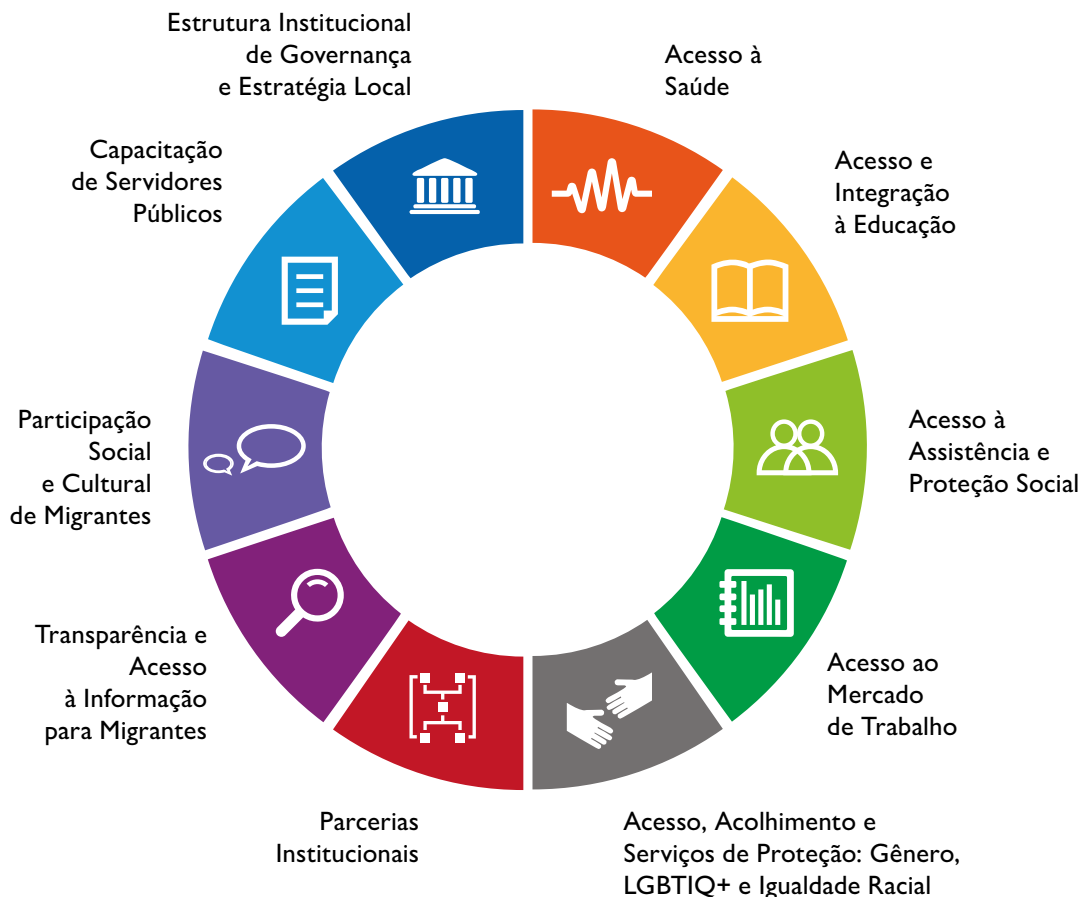 Estrutura Institucional
de Governança
e Estratégia Local
Acesso à
Saúde
Capacitação
de Servidores
Públicos
Acesso e
Integração
à Educação
Participação
Social
e Cultural
de Migrantes
Acesso à
Assistência e
Proteção Social
Transparência e
Acesso
à Informação
para Migrantes
Acesso ao
Mercado
de Trabalho
Parcerias
Institucionais
Acesso, Acolhimento e
Serviços de Proteção: Gênero,
LGBTIQ+ e Igualdade Racial